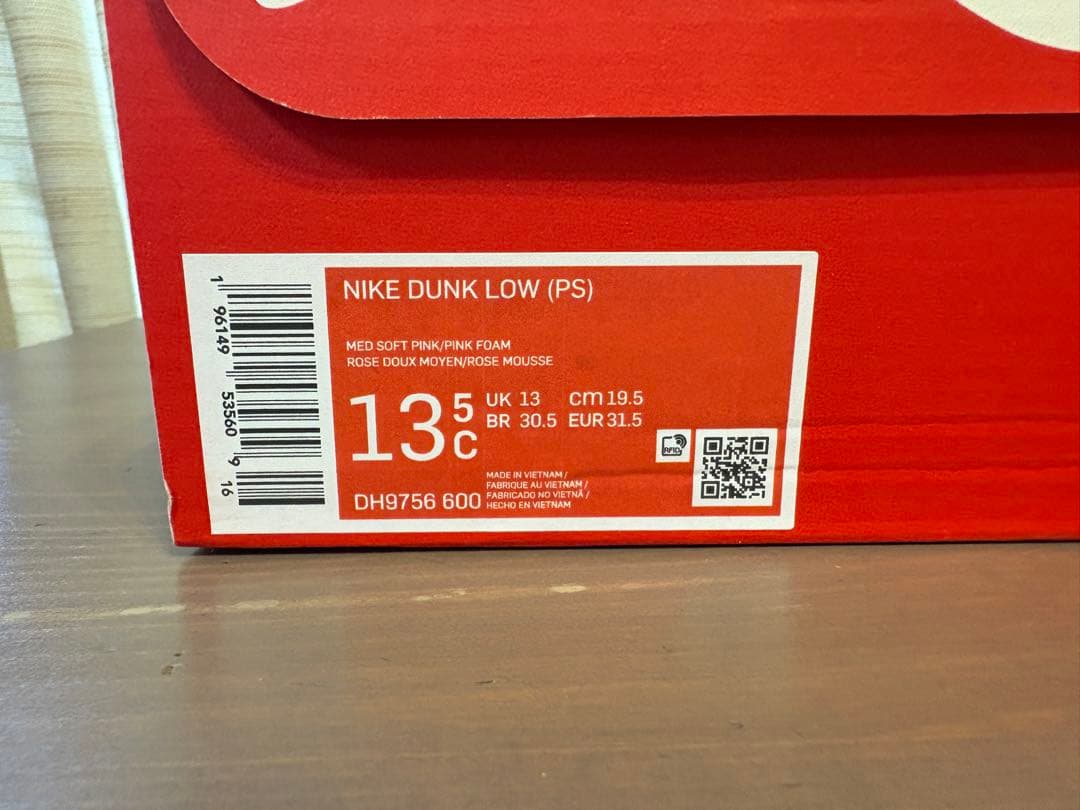 NIKE DUNK LOW (PS)
MED SOFT PINK/PINK FOAM
ROSE DOUX MOYEN/ROSE MOUSSE
13 5 C
UK 13 cm 19.5
BR 30.5 EUR 31.5
RFID
DH9756 600
MADE IN VIETNAM /
FABRIQUE AU VIETNAM /
FABRICADO NO VIETNÃ /
HECHO EN VIETNAM
1 96149 53560 9 16